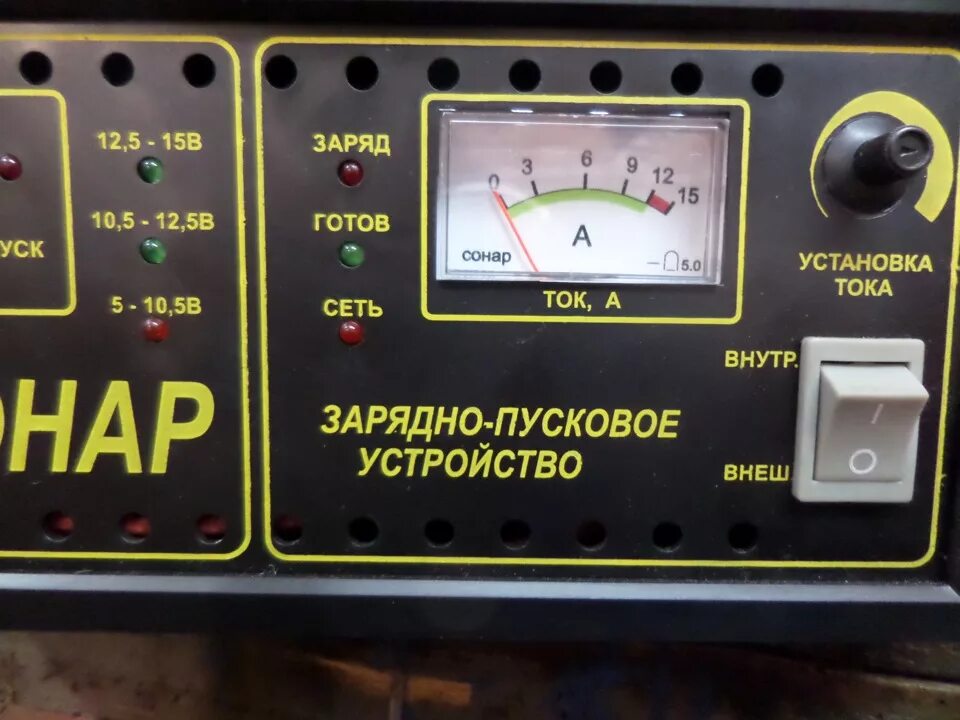 12,5 - 15В
10,5 - 12,5В
УСК
5 - 10,5В
ОНАР
ЗАРЯД
ГОТОВ
СЕТЬ
0 3 6 9 12 15
А
сонар
5.0
ТОК, А
УСТАНОВКА
ТОКА
ВНУТР.
ВНЕШ.
ЗАРЯДНО-ПУСКОВОЕ
УСТРОЙСТВО